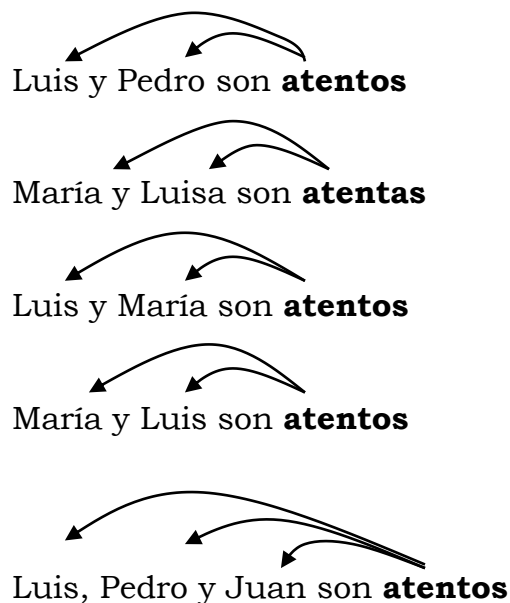 Luis y Pedro son atentos
María y Luisa son atentas
Luis y María son atentos
María y Luis son atentos
Luis, Pedro y Juan son atentos